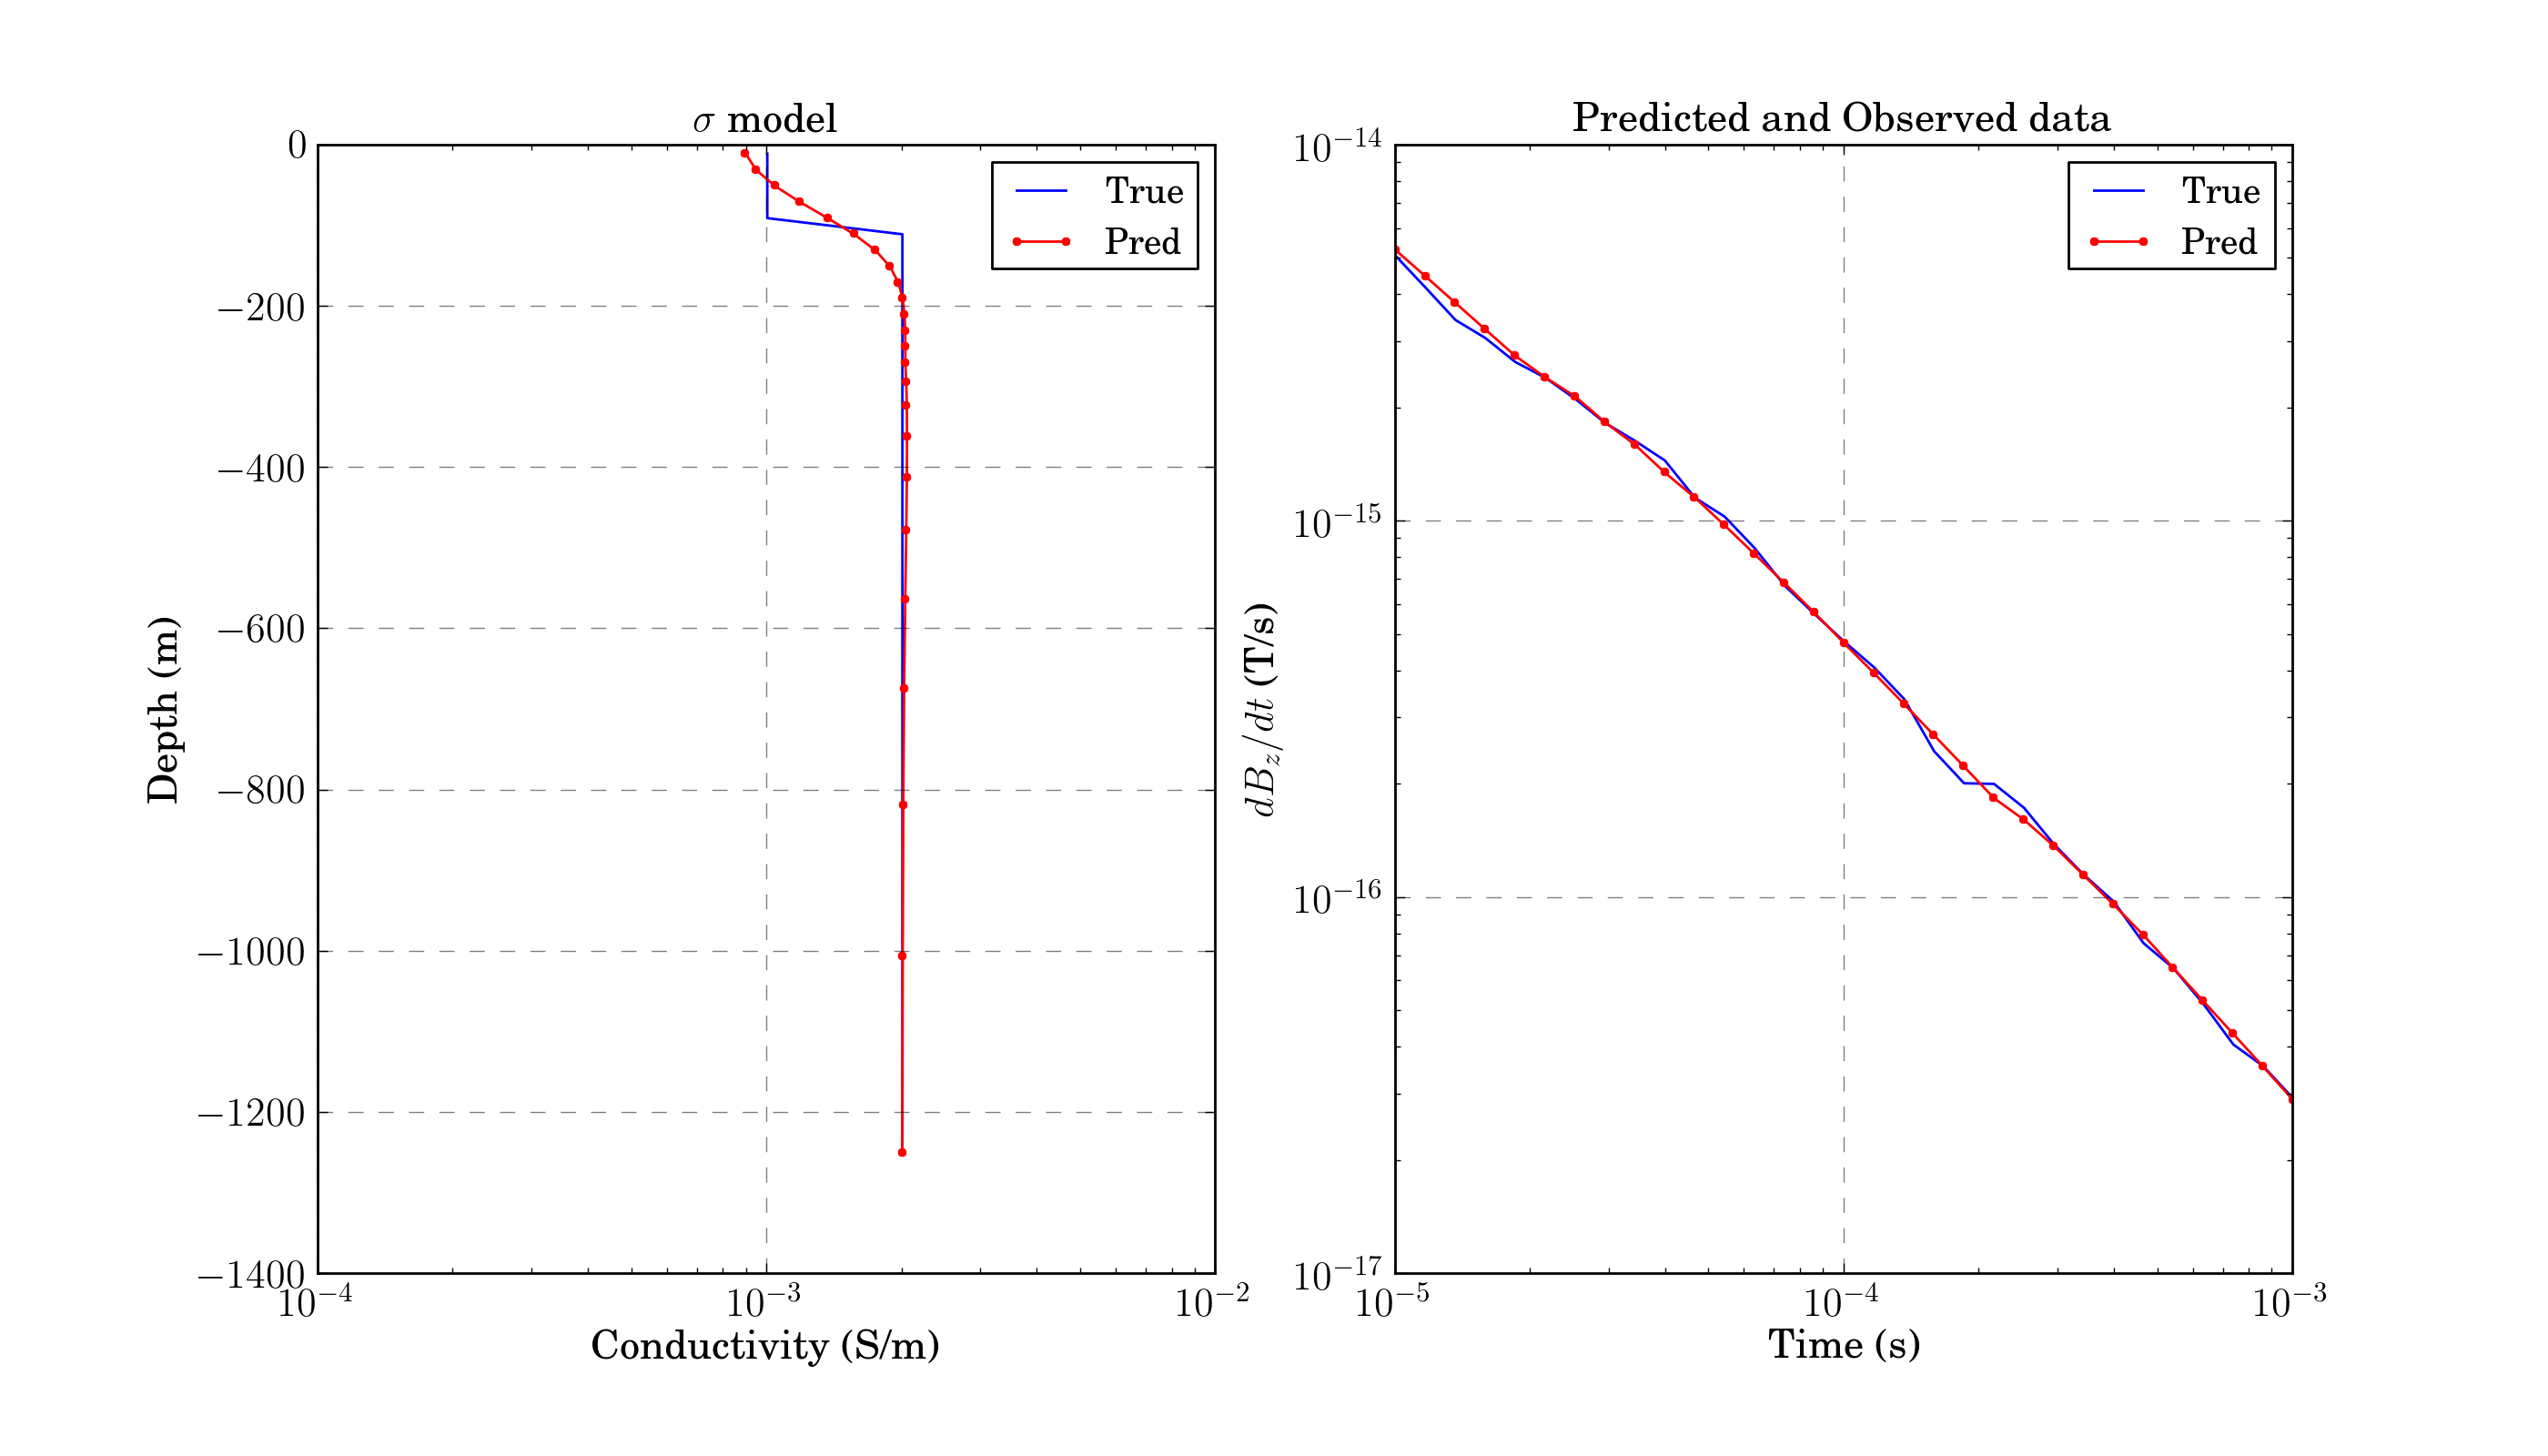 σ model
0
−200
−400
−600
−800
−1000
−1200
−1400
Depth (m)
10⁻⁴
10⁻³
10⁻²
Conductivity (S/m)
True
Pred
Predicted and Observed data
10⁻¹⁴
10⁻¹⁵
10⁻¹⁶
10⁻¹⁷
dB_z/dt (T/s)
10⁻⁵
10⁻⁴
10⁻³
Time (s)
True
Pred